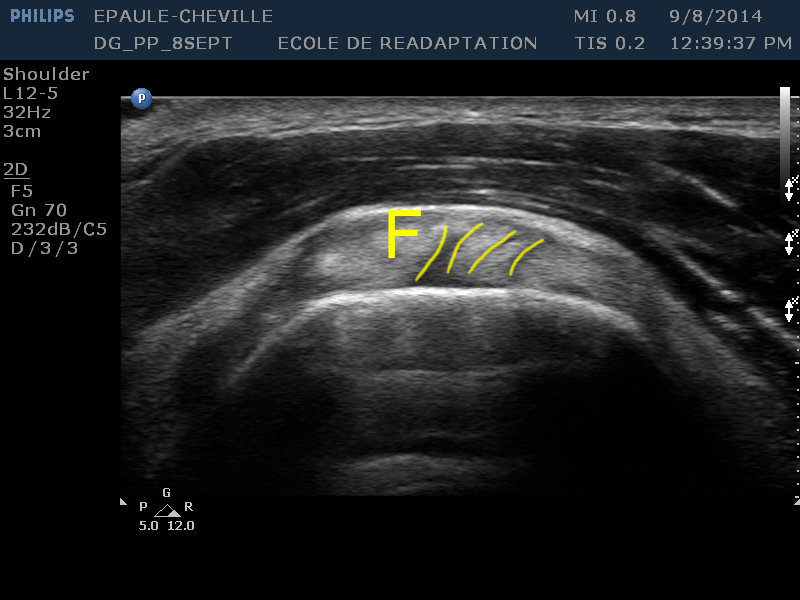 PHILIPS EPAULE-CHEVILLE MI 0.8 9/8/2014
DG_PP_8SEPT ECOLE DE READAPTATION TIS 0.2 12:39:37 PM
Shoulder
L12-5
32Hz
3cm
2D
F5
Gn 70
232dB/C5
D/3/3
P
F
G
P R
5.0 12.0